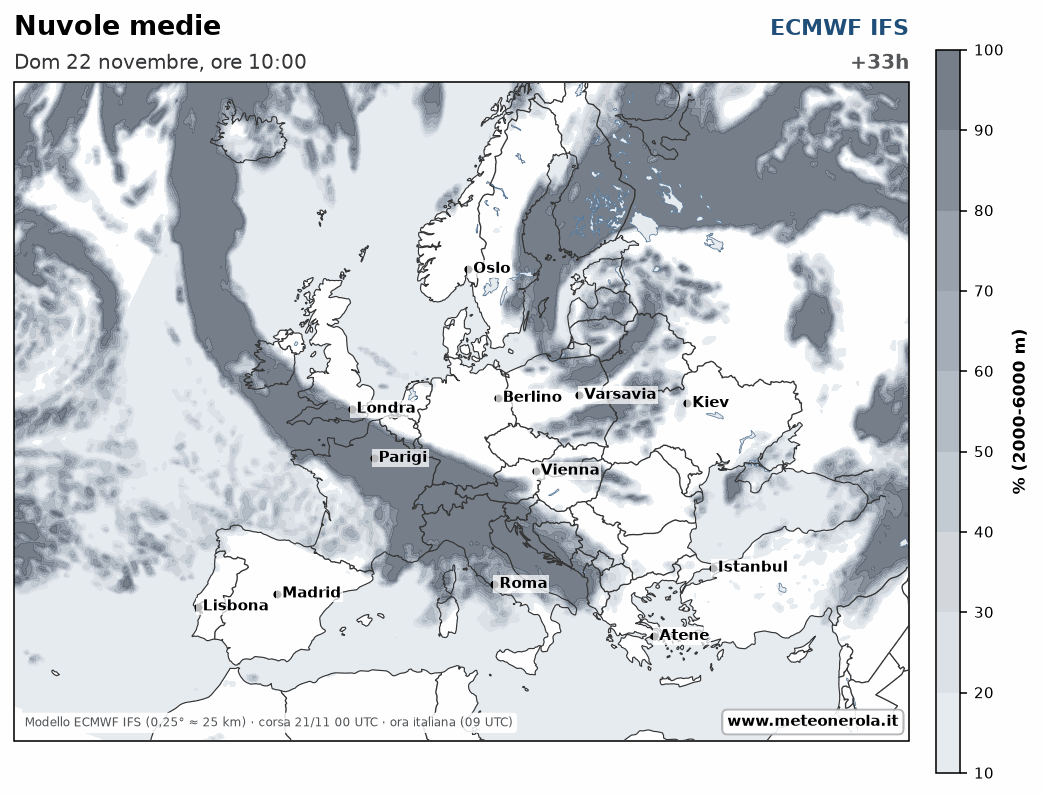 Nuvole medie
ECMWF IFS
Dom 22 novembre, ore 10:00
+33h
100
90
80
70
60
50
40
30
20
10
% (2000-6000 m)
Oslo
Berlino
Varsavia
Kiev
Londra
Parigi
Vienna
Istanbul
Roma
Madrid
Lisbona
Atene
Modello ECMWF IFS (0,25° ≈ 25 km) · corsa 21/11 00 UTC · ora italiana (09 UTC)
www.meteonerola.it